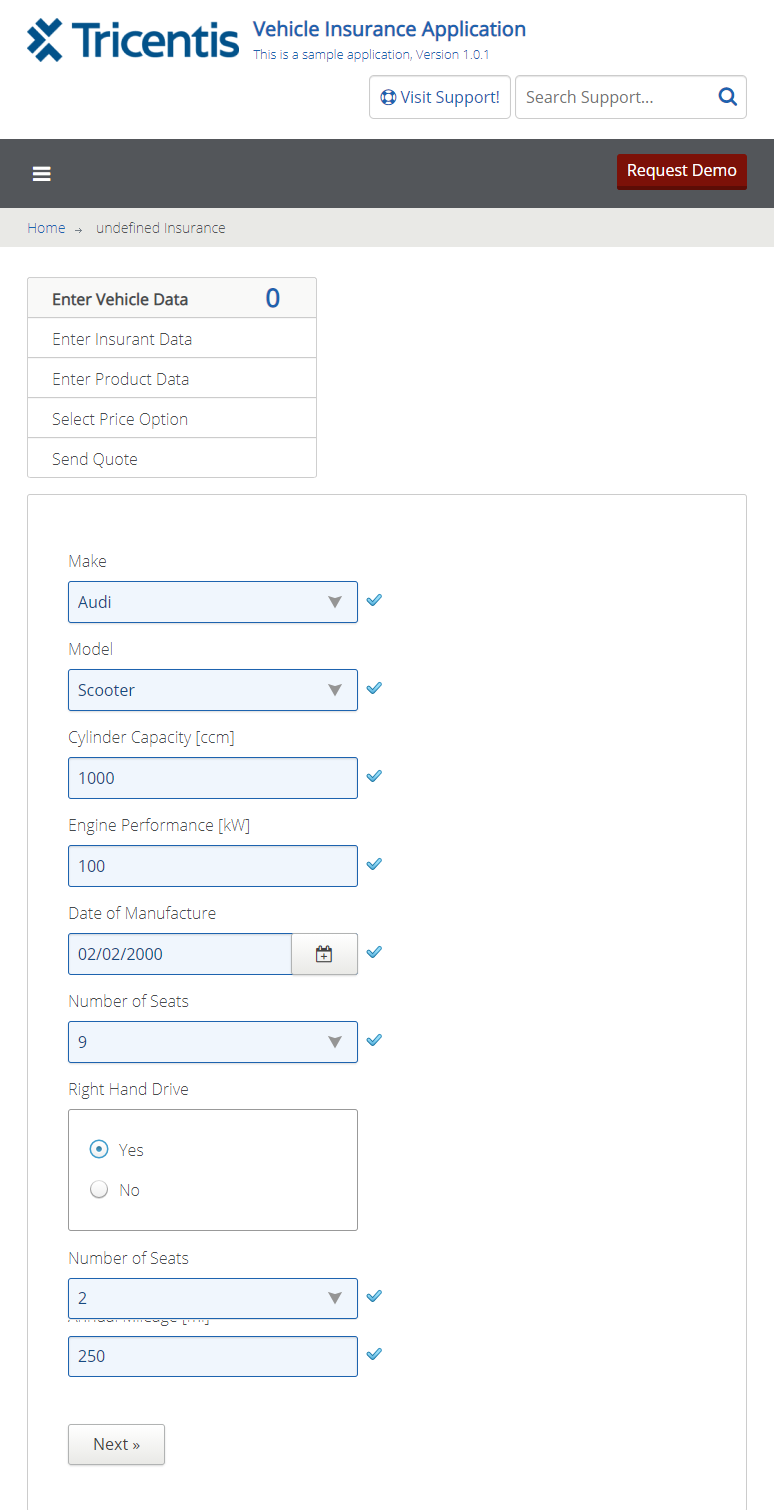 Tricentis
Vehicle Insurance Application
This is a sample application, Version 1.0.1
Visit Support!
Search Support...
Request Demo
Home → undefined Insurance
Enter Vehicle Data 0
Enter Insurant Data
Enter Product Data
Select Price Option
Send Quote
Make
Audi
Model
Scooter
Cylinder Capacity [ccm]
1000
Engine Performance [kW]
100
Date of Manufacture
02/02/2000
Number of Seats
9
Right Hand Drive
Yes
No
Number of Seats
2
Annual Mileage [mi]
250
Next »